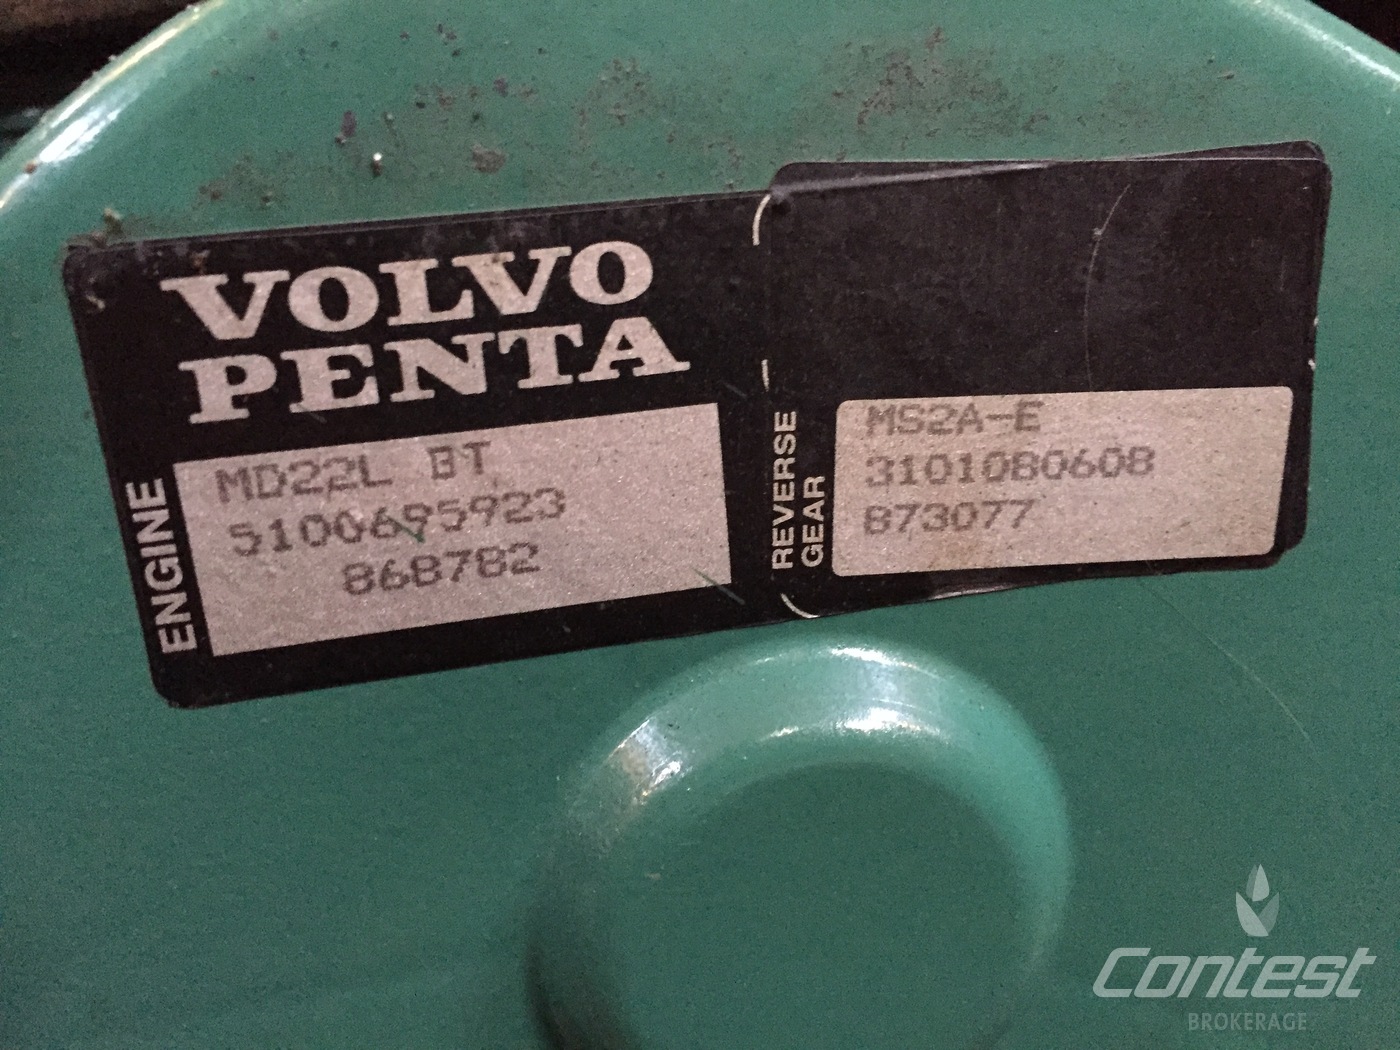 VOLVO
PENTA
ENGINE
MD22L BT
5100695923
868782
REVERSE
GEAR
MS2A-E
3101080608
873077
Contest
BROKERAGE